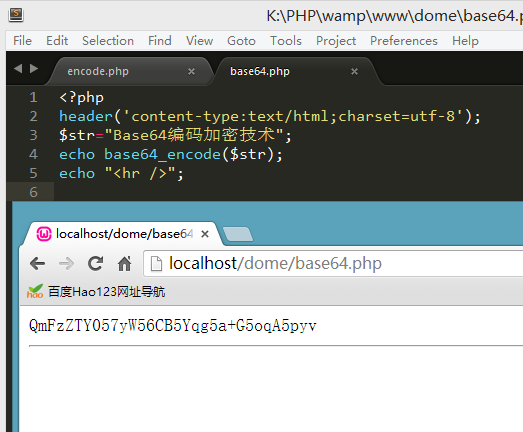 K:\PHP\wamp\www\dome\base64.p
File Edit Selection Find View Goto Tools Project Preferences Help
encode.php × base64.php ×
1 <?php
2 header('content-type:text/html;charset=utf-8');
3 $str="Base64编码加密技术";
4 echo base64_encode($str);
5 echo "<hr />";
6
localhost/dome/base64 ×
localhost/dome/base64.php
hao 百度Hao123网址导航
QmFzZTY057yW56CB5Yqg5a+G5oqA5pyv